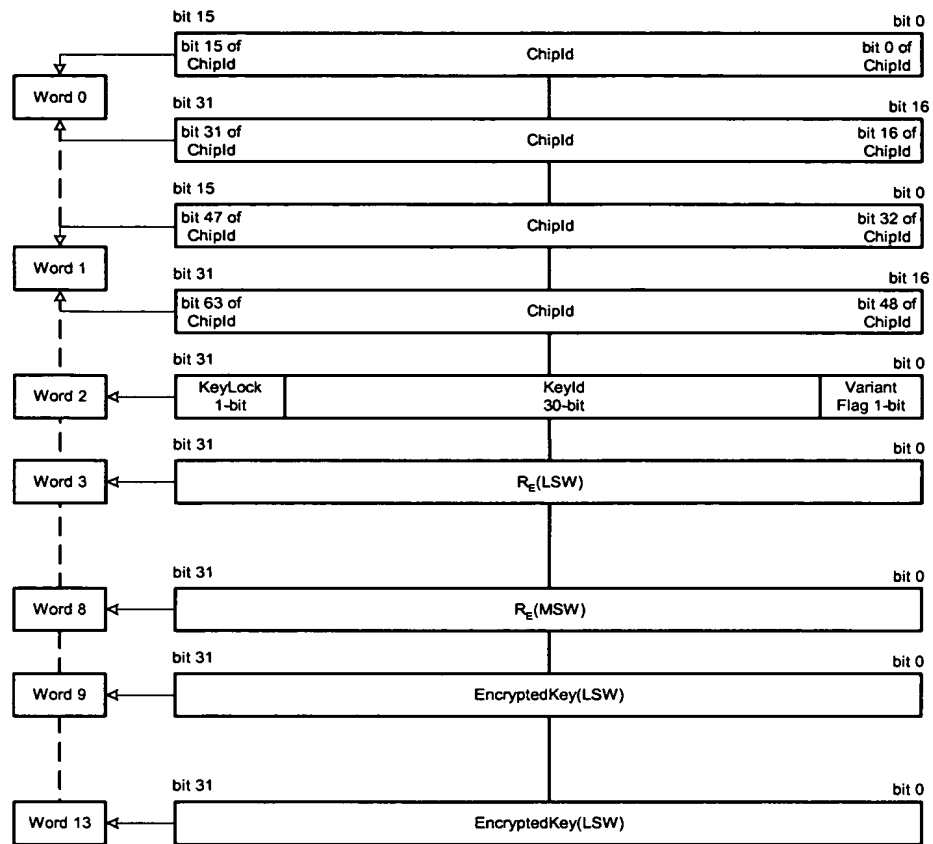 bit 15 bit 0
bit 15 of ChipId ChipId bit 0 of ChipId
Word 0
bit 31 bit 16
bit 31 of ChipId ChipId bit 16 of ChipId
bit 15 bit 0
bit 47 of ChipId ChipId bit 32 of ChipId
Word 1
bit 31 bit 16
bit 63 of ChipId ChipId bit 48 of ChipId
bit 31 bit 0
Word 2 KeyLock 1-bit KeyId 30-bit Variant Flag 1-bit
bit 31 bit 0
Word 3 RE(LSW)
bit 31 bit 0
Word 8 RE(MSW)
bit 31 bit 0
Word 9 EncryptedKey(LSW)
bit 31 bit 0
Word 13 EncryptedKey(LSW)